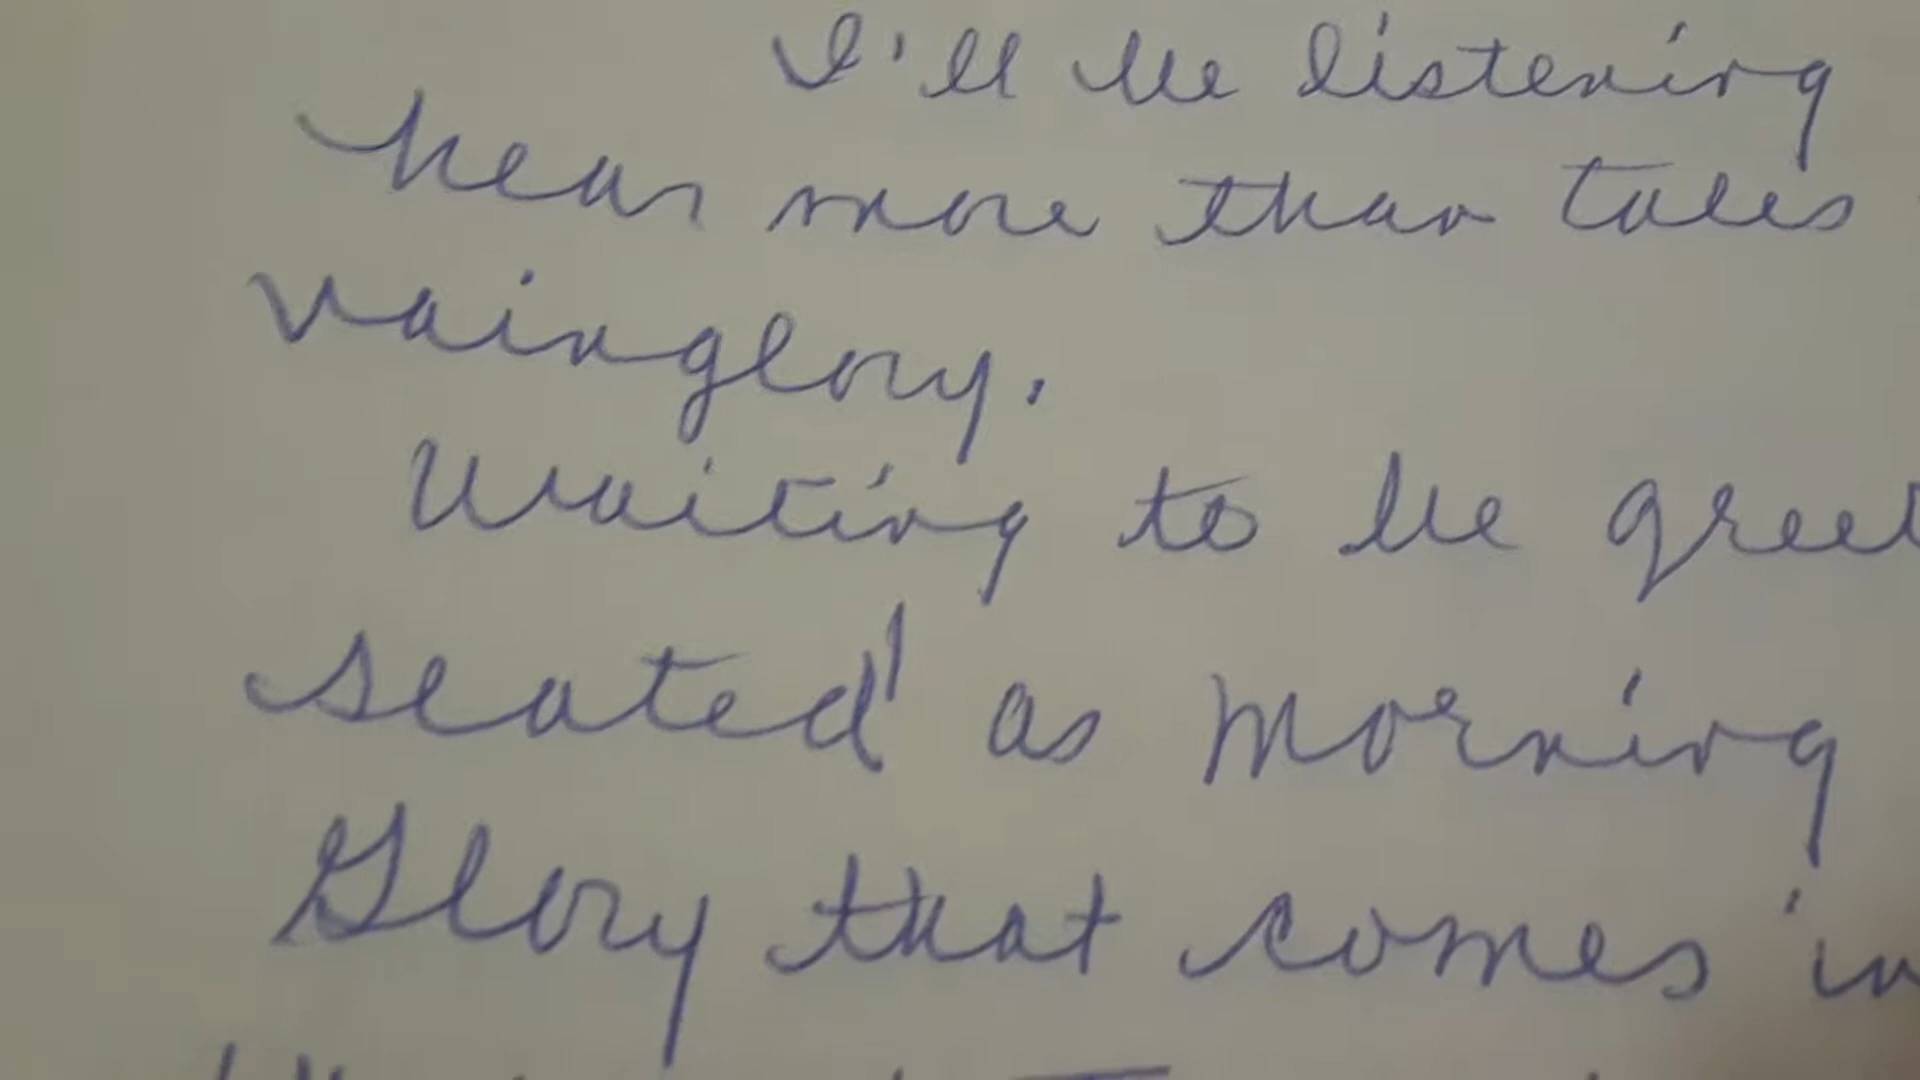 I'll be listening
hear more than tales
vainglory.
Waiting to be greet
seated as Morning
Glory that comes in